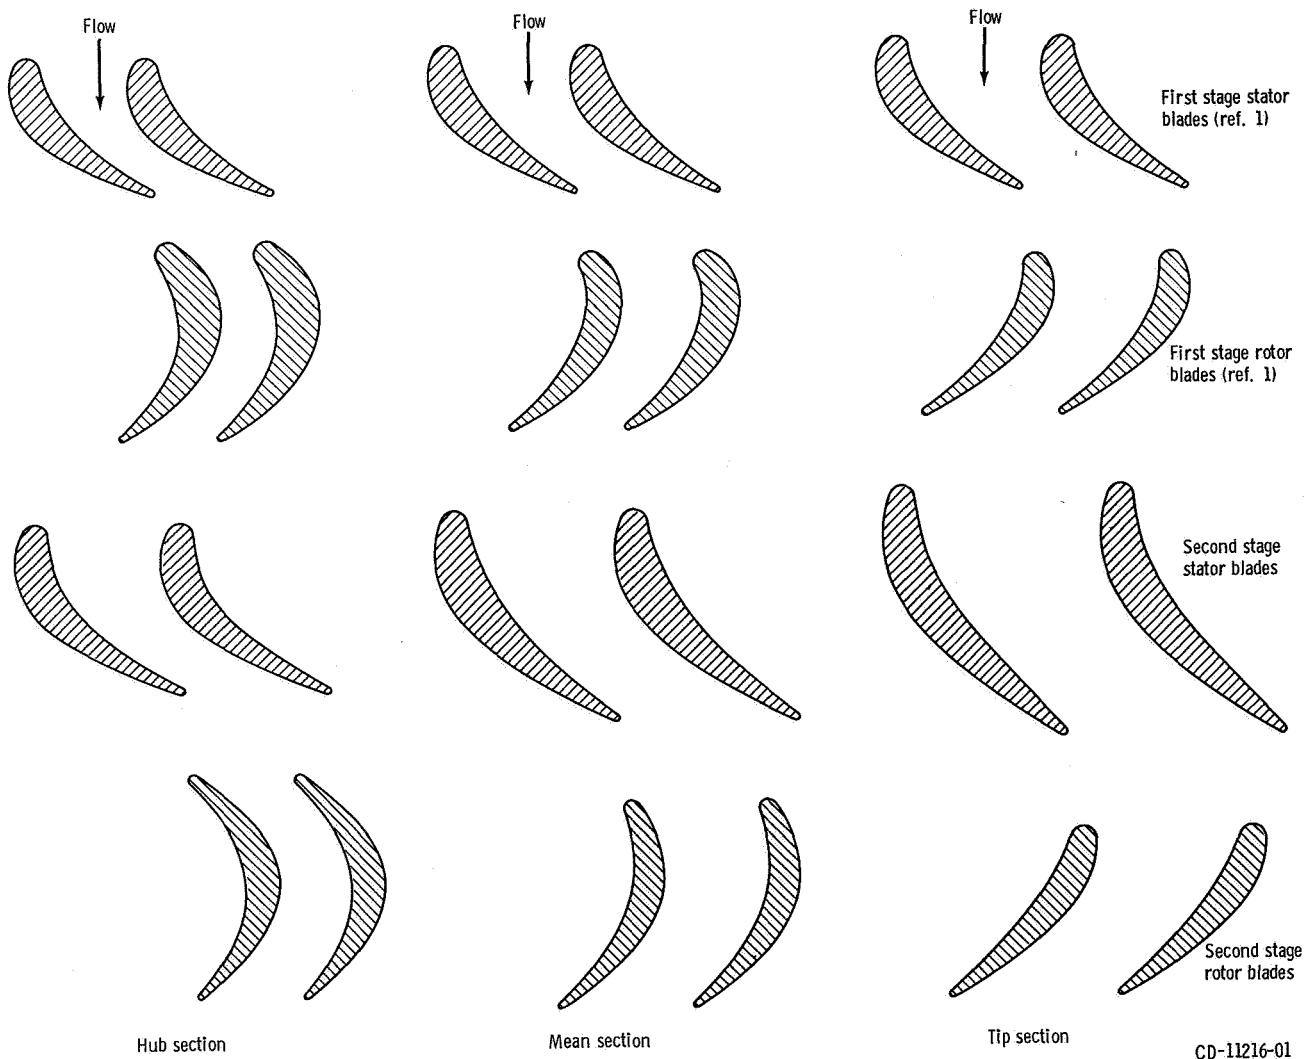 Flow
Flow
Flow
First stage stator
blades (ref. 1)
First stage rotor
blades (ref. 1)
Second stage
stator blades
Second stage
rotor blades
Hub section
Mean section
Tip section
CD-11216-01